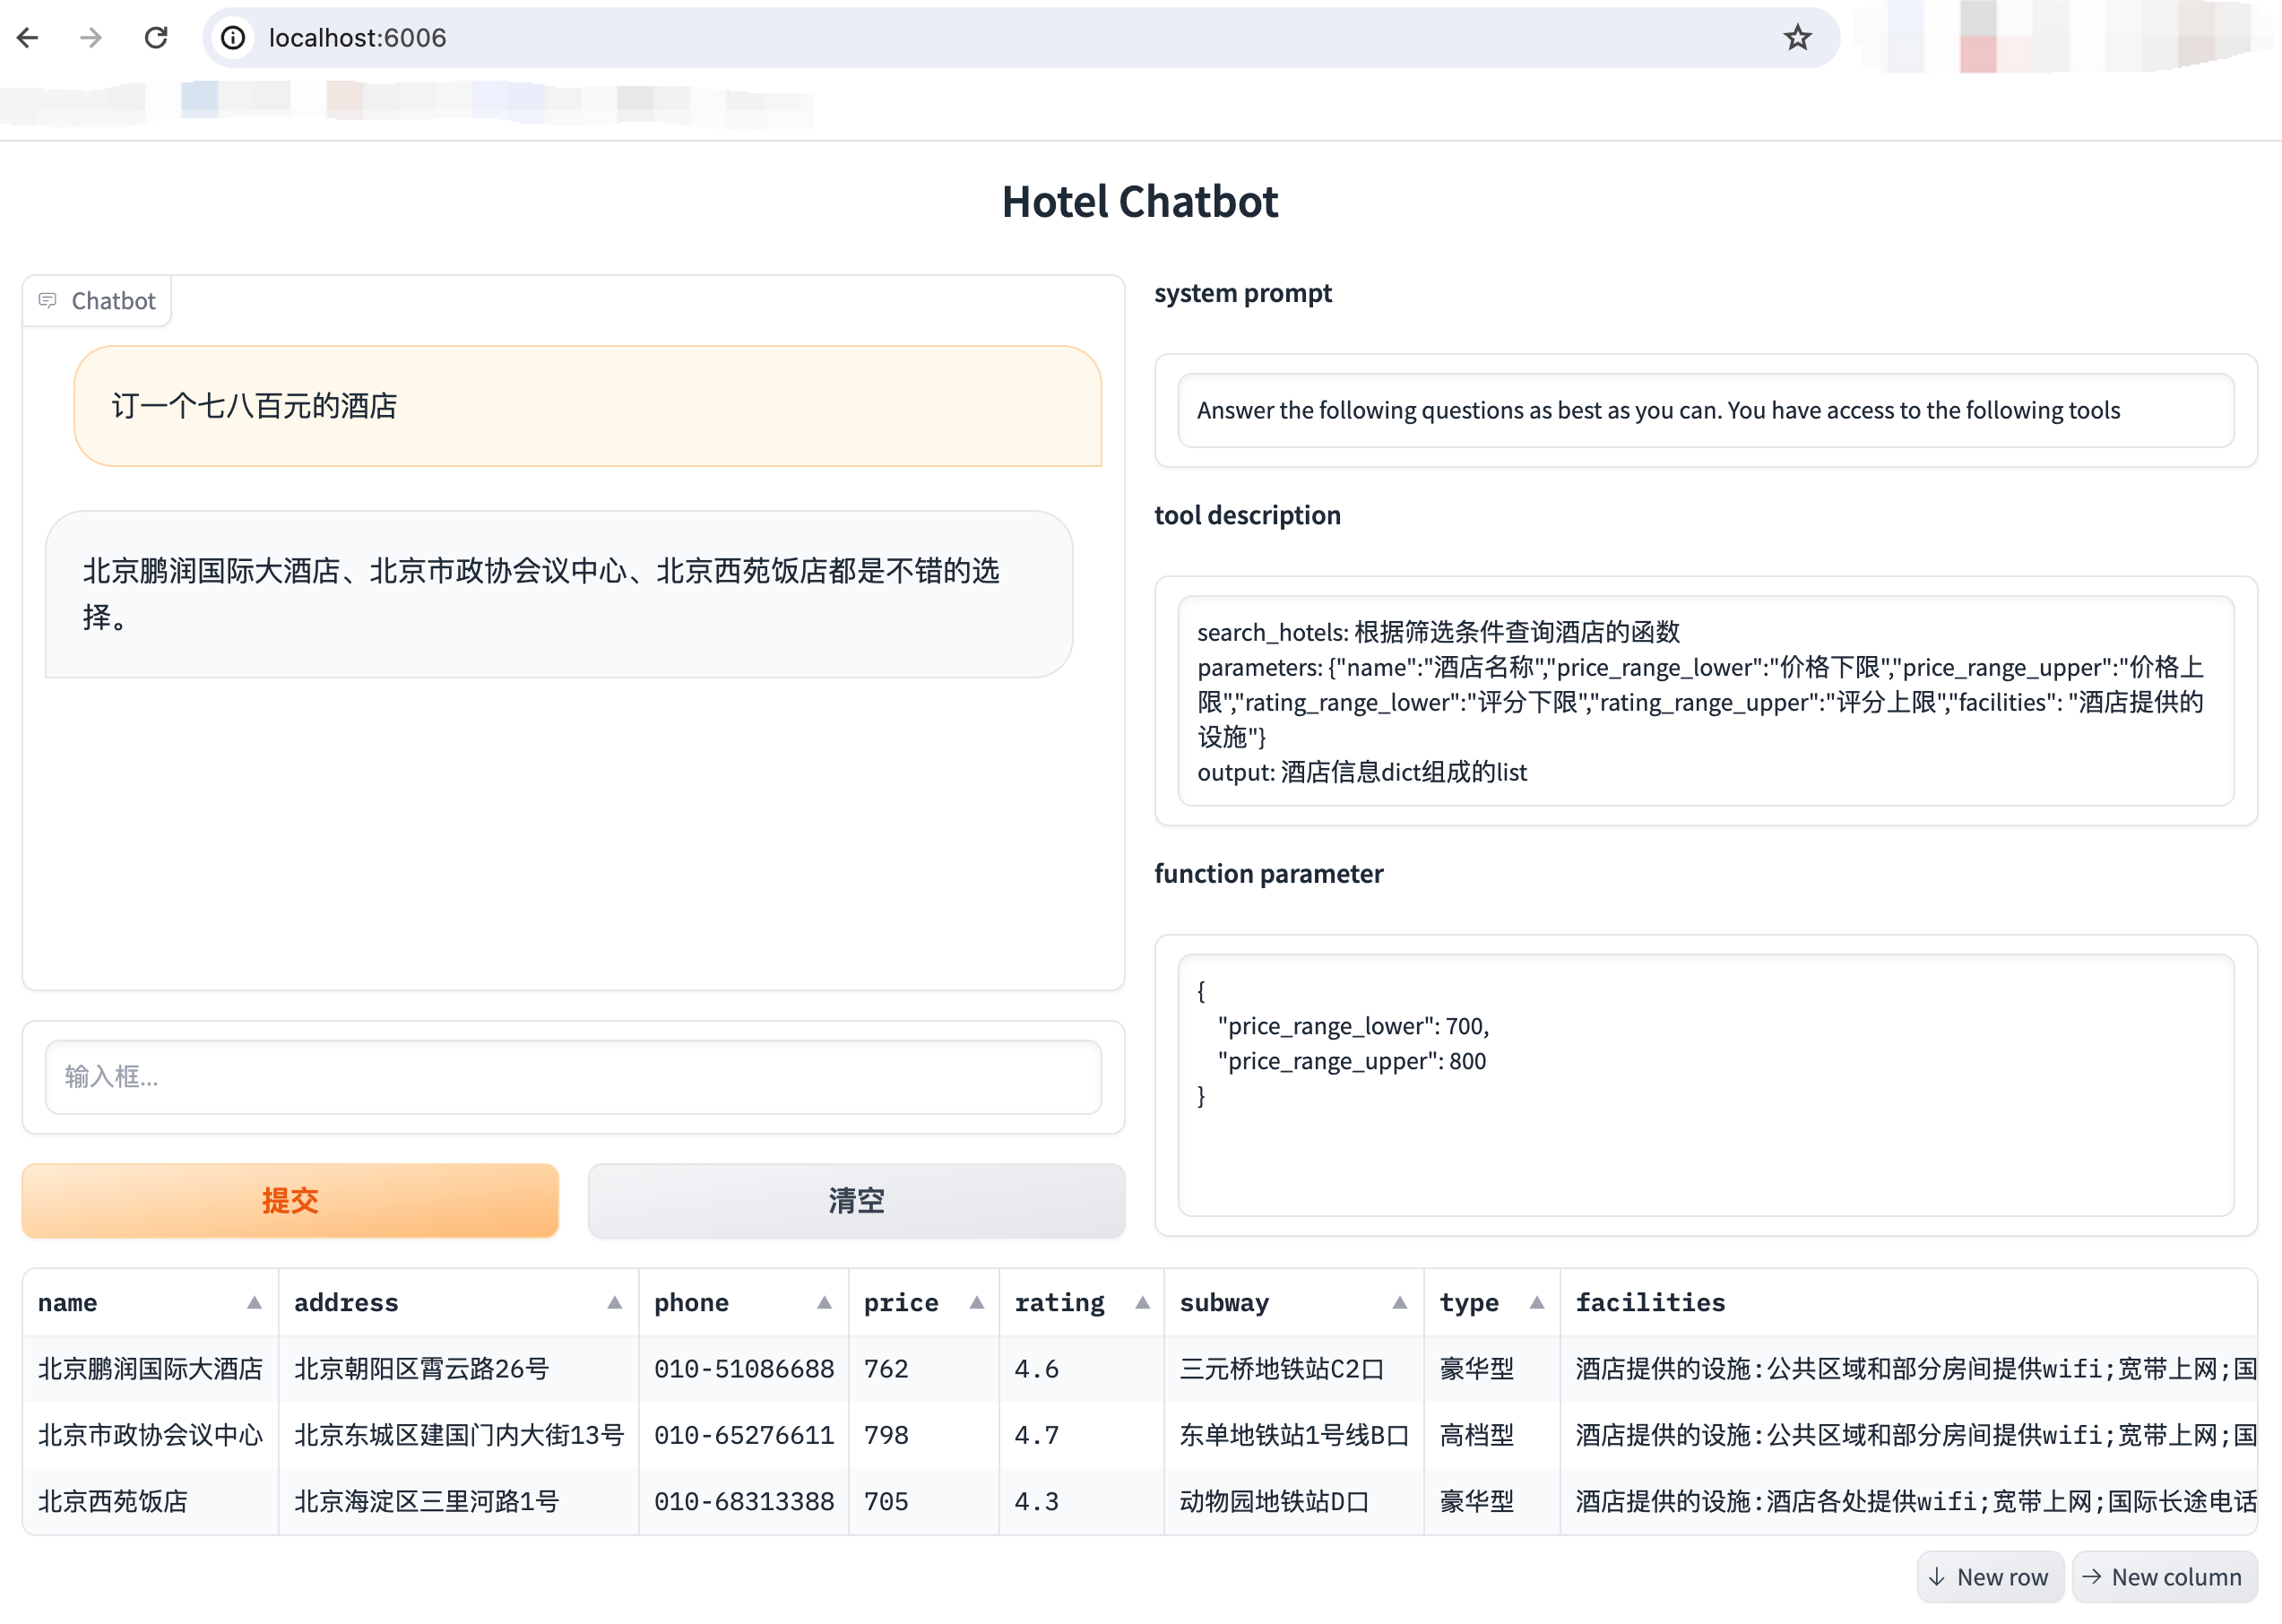 localhost:6006
Hotel Chatbot
Chatbot
订一个七八百元的酒店
北京鹏润国际大酒店、北京市政协会议中心、北京西苑饭店都是不错的选
择。
输入框...
提交 清空
system prompt
Answer the following questions as best as you can. You have access to the following tools
tool description
search_hotels: 根据筛选条件查询酒店的函数
parameters: {"name":"酒店名称","price_range_lower":"价格下限","price_range_upper":"价格上
限","rating_range_lower":"评分下限","rating_range_upper":"评分上限","facilities": "酒店提供的
设施"}
output: 酒店信息dict组成的list
function parameter
{
"price_range_lower": 700,
"price_range_upper": 800
}
name address phone price rating subway type facilities
北京鹏润国际大酒店 北京朝阳区霄云路26号 010-51086688 762 4.6 三元桥地铁站C2口 豪华型 酒店提供的设施:公共区域和部分房间提供wifi;宽带上网;国
北京市政协会议中心 北京东城区建国门内大街13号 010-65276611 798 4.7 东单地铁站1号线B口 高档型 酒店提供的设施:公共区域和部分房间提供wifi;宽带上网;国
北京西苑饭店 北京海淀区三里河路1号 010-68313388 705 4.3 动物园地铁站D口 豪华型 酒店提供的设施:酒店各处提供wifi;宽带上网;国际长途电话
New row New column